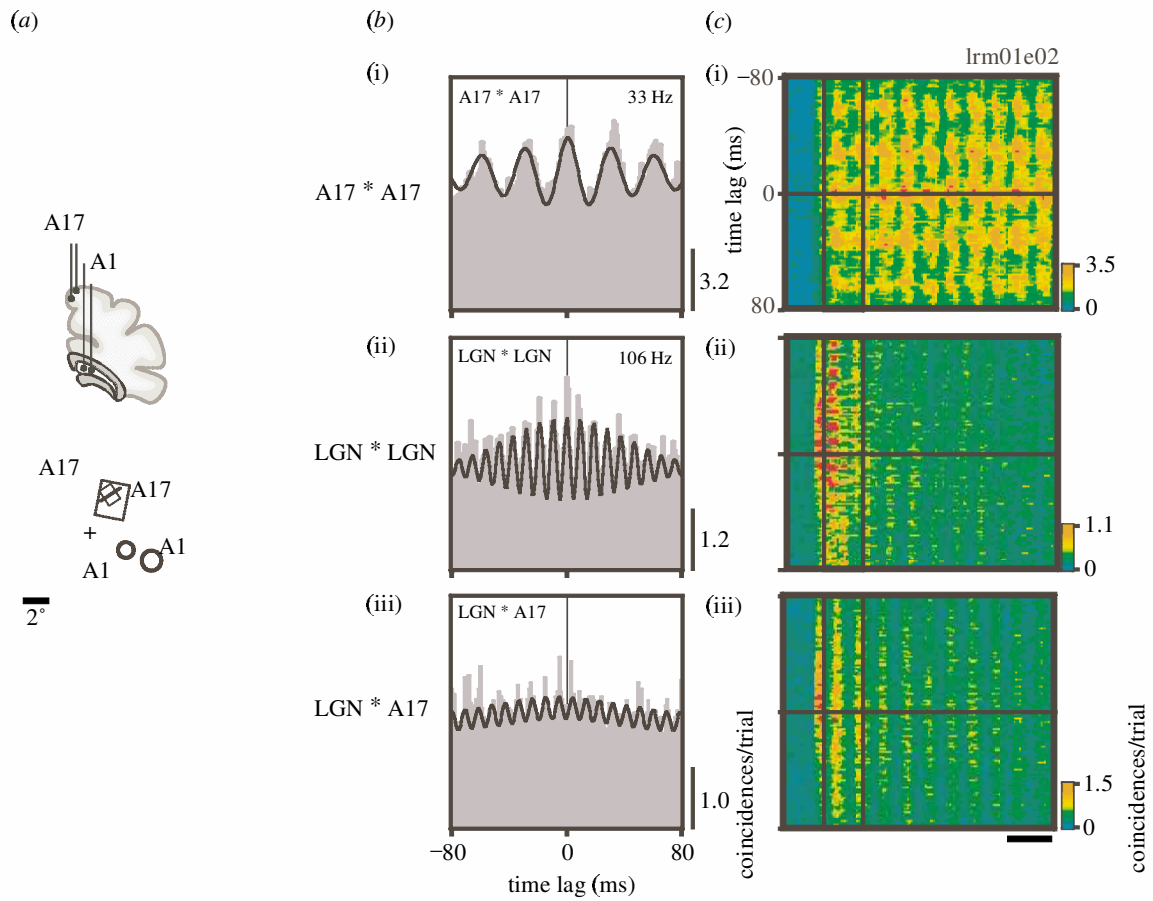 (a)
(b)
(c)
A17
A1
A17
A17
+
A1
A1
2°
(i)
A17 * A17
A17 * A17
33 Hz
3.2
(ii)
LGN * LGN
LGN * LGN
106 Hz
1.2
(iii)
LGN * A17
LGN * A17
1.0
−80
0
80
time lag (ms)
coincidences/trial
lrm01e02
(i)
−80
0
80
time lag (ms)
3.5
0
(ii)
1.1
0
(iii)
1.5
0
coincidences/trial